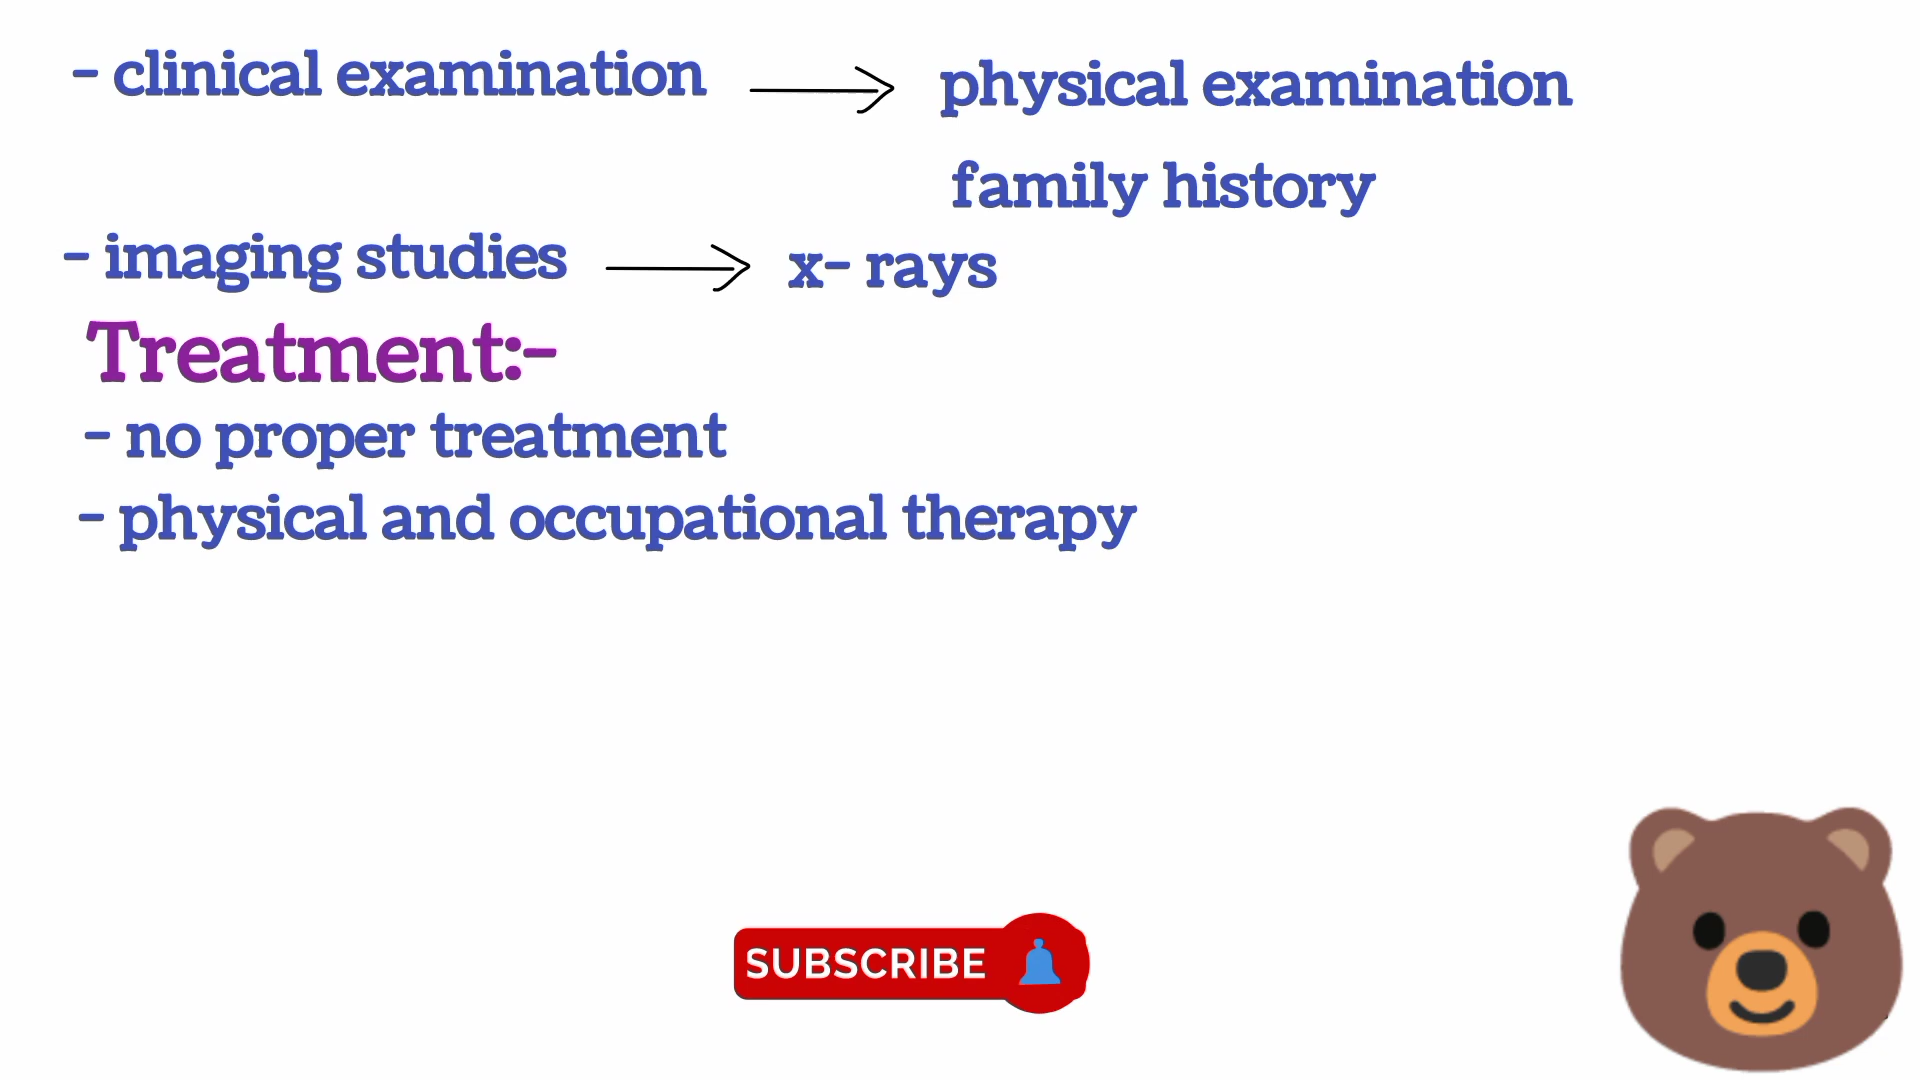 - clinical examination → physical examination
family history
- imaging studies → x- rays
Treatment:-
- no proper treatment
- physical and occupational therapy
SUBSCRIBE